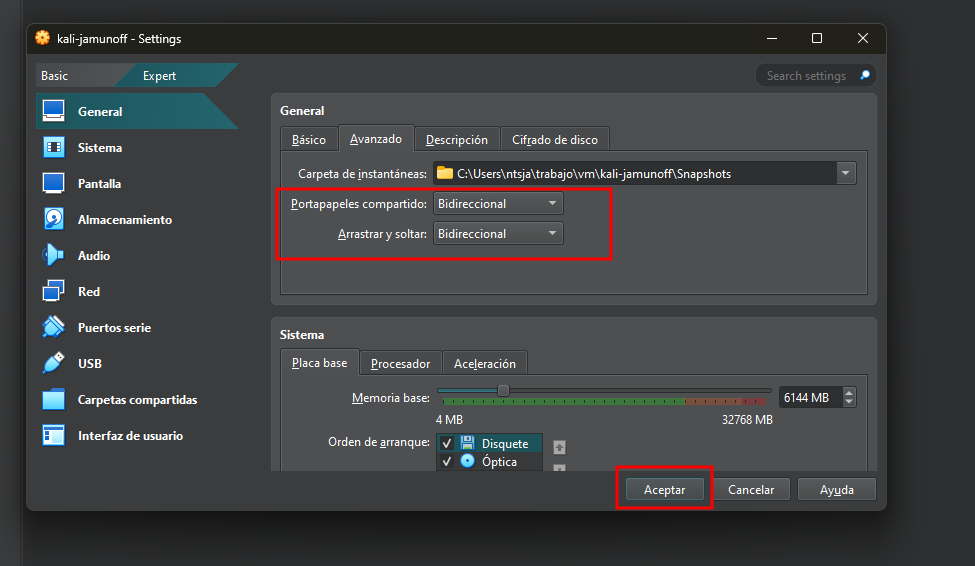 kali-jamunoff - Settings
Basic
Expert
Search settings
General
Sistema
Pantalla
Almacenamiento
Audio
Red
Puertos serie
USB
Carpetas compartidas
Interfaz de usuario
General
Básico Avanzado Descripción Cifrado de disco
Carpeta de instantáneas: C:\Users\ntsja\trabajo\vm\kali-jamunoff\Snapshots
Portapapeles compartido: Bidireccional
Arrastrar y soltar: Bidireccional
Sistema
Placa base Procesador Aceleración
Memoria base: 6144 MB
4 MB 32768 MB
Orden de arranque: Disquete
Óptica
Aceptar Cancelar Ayuda